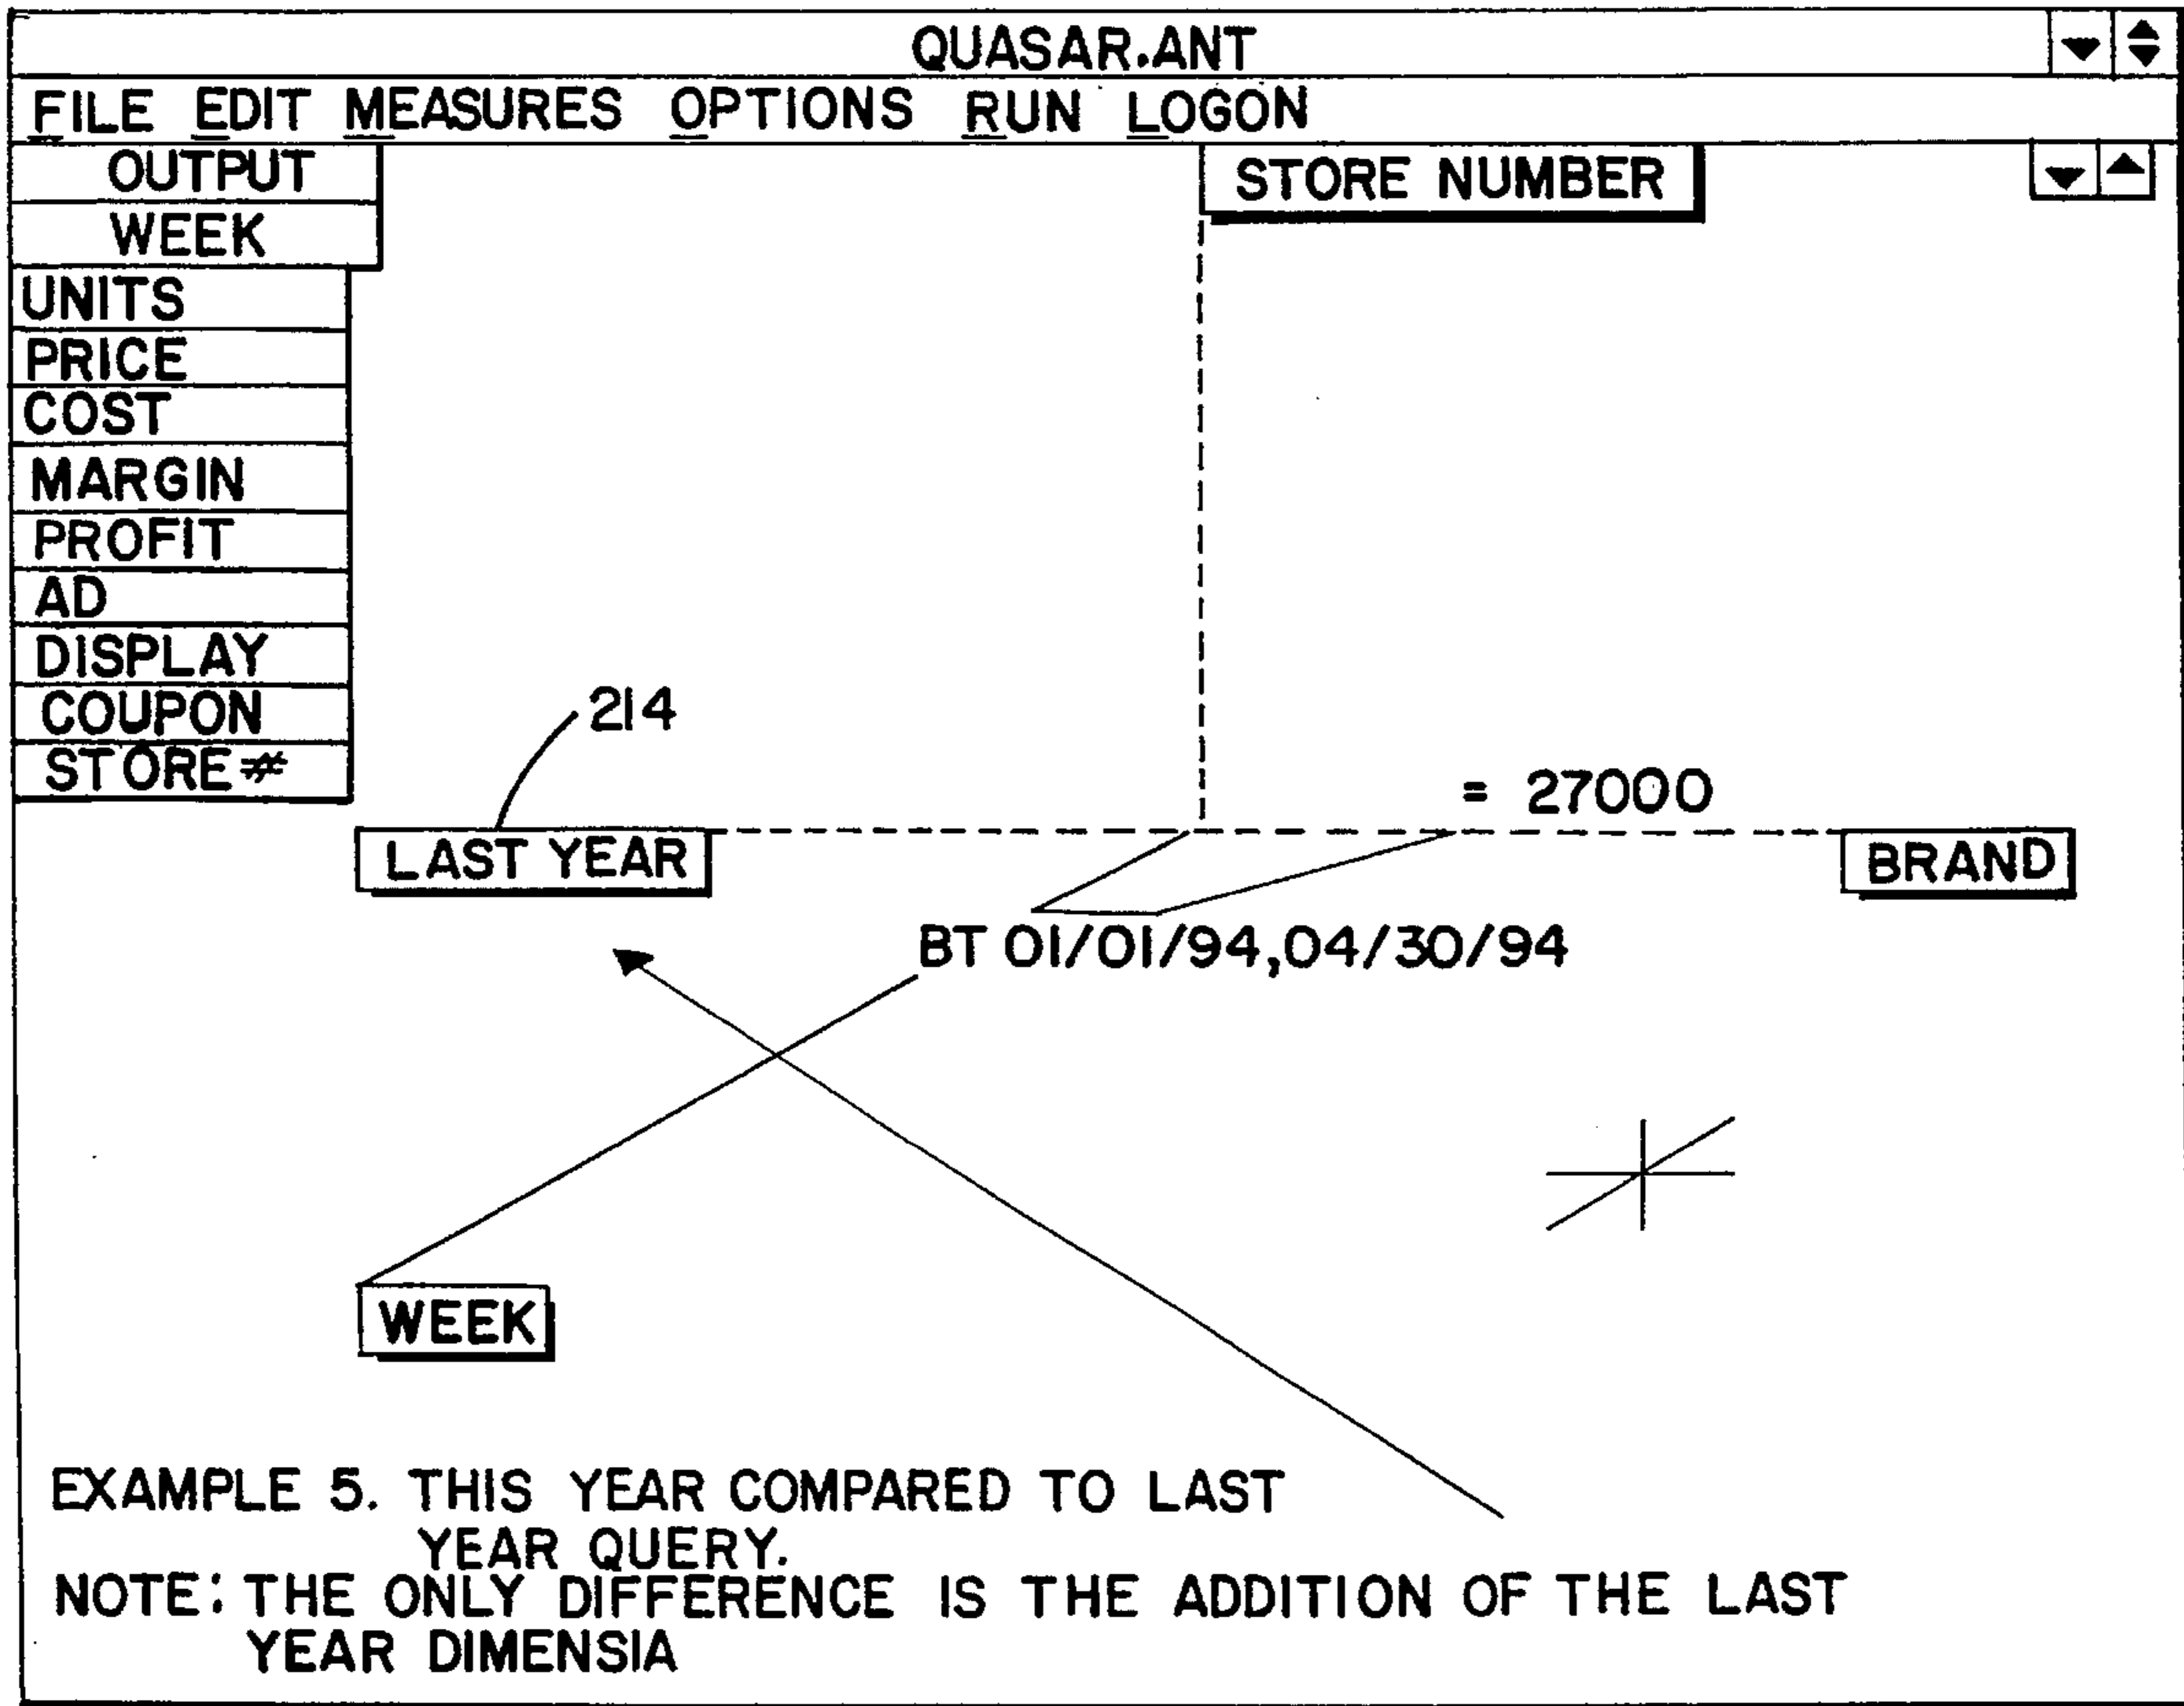 QUASAR.ANT
FILE EDIT MEASURES OPTIONS RUN LOGON
OUTPUT
STORE NUMBER
WEEK
UNITS
PRICE
COST
MARGIN
PROFIT
AD
DISPLAY
COUPON
214
STORE#
= 27000
LAST YEAR
BRAND
BT 01/01/94,04/30/94
WEEK
EXAMPLE 5. THIS YEAR COMPARED TO LAST
YEAR QUERY.
NOTE: THE ONLY DIFFERENCE IS THE ADDITION OF THE LAST
YEAR DIMENSIA